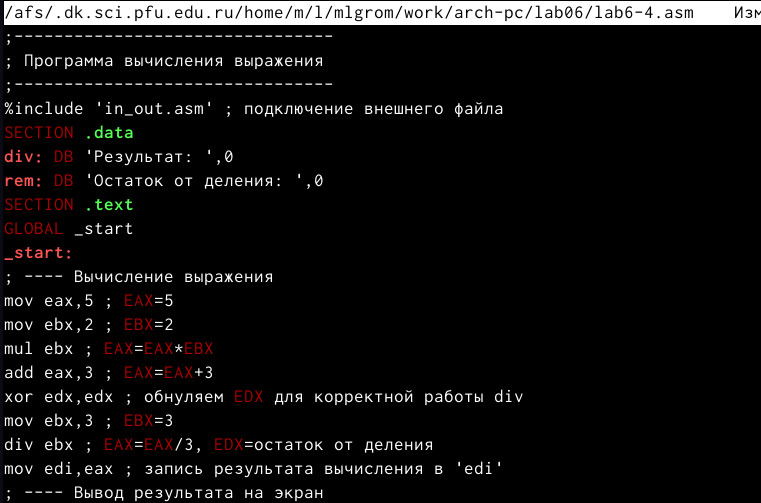 /afs/.dk.sci.pfu.edu.ru/home/m/l/mlgrom/work/arch-pc/lab06/lab6-4.asm Изм
;--------------------------------
; Программа вычисления выражения
;--------------------------------
%include 'in_out.asm' ; подключение внешнего файла
SECTION .data
div: DB 'Результат: ',0
rem: DB 'Остаток от деления: ',0
SECTION .text
GLOBAL _start
_start:
; ---- Вычисление выражения
mov eax,5 ; EAX=5
mov ebx,2 ; EBX=2
mul ebx ; EAX=EAX*EBX
add eax,3 ; EAX=EAX+3
xor edx,edx ; обнуляем EDX для корректной работы div
mov ebx,3 ; EBX=3
div ebx ; EAX=EAX/3, EDX=остаток от деления
mov edi,eax ; запись результата вычисления в 'edi'
; ---- Вывод результата на экран